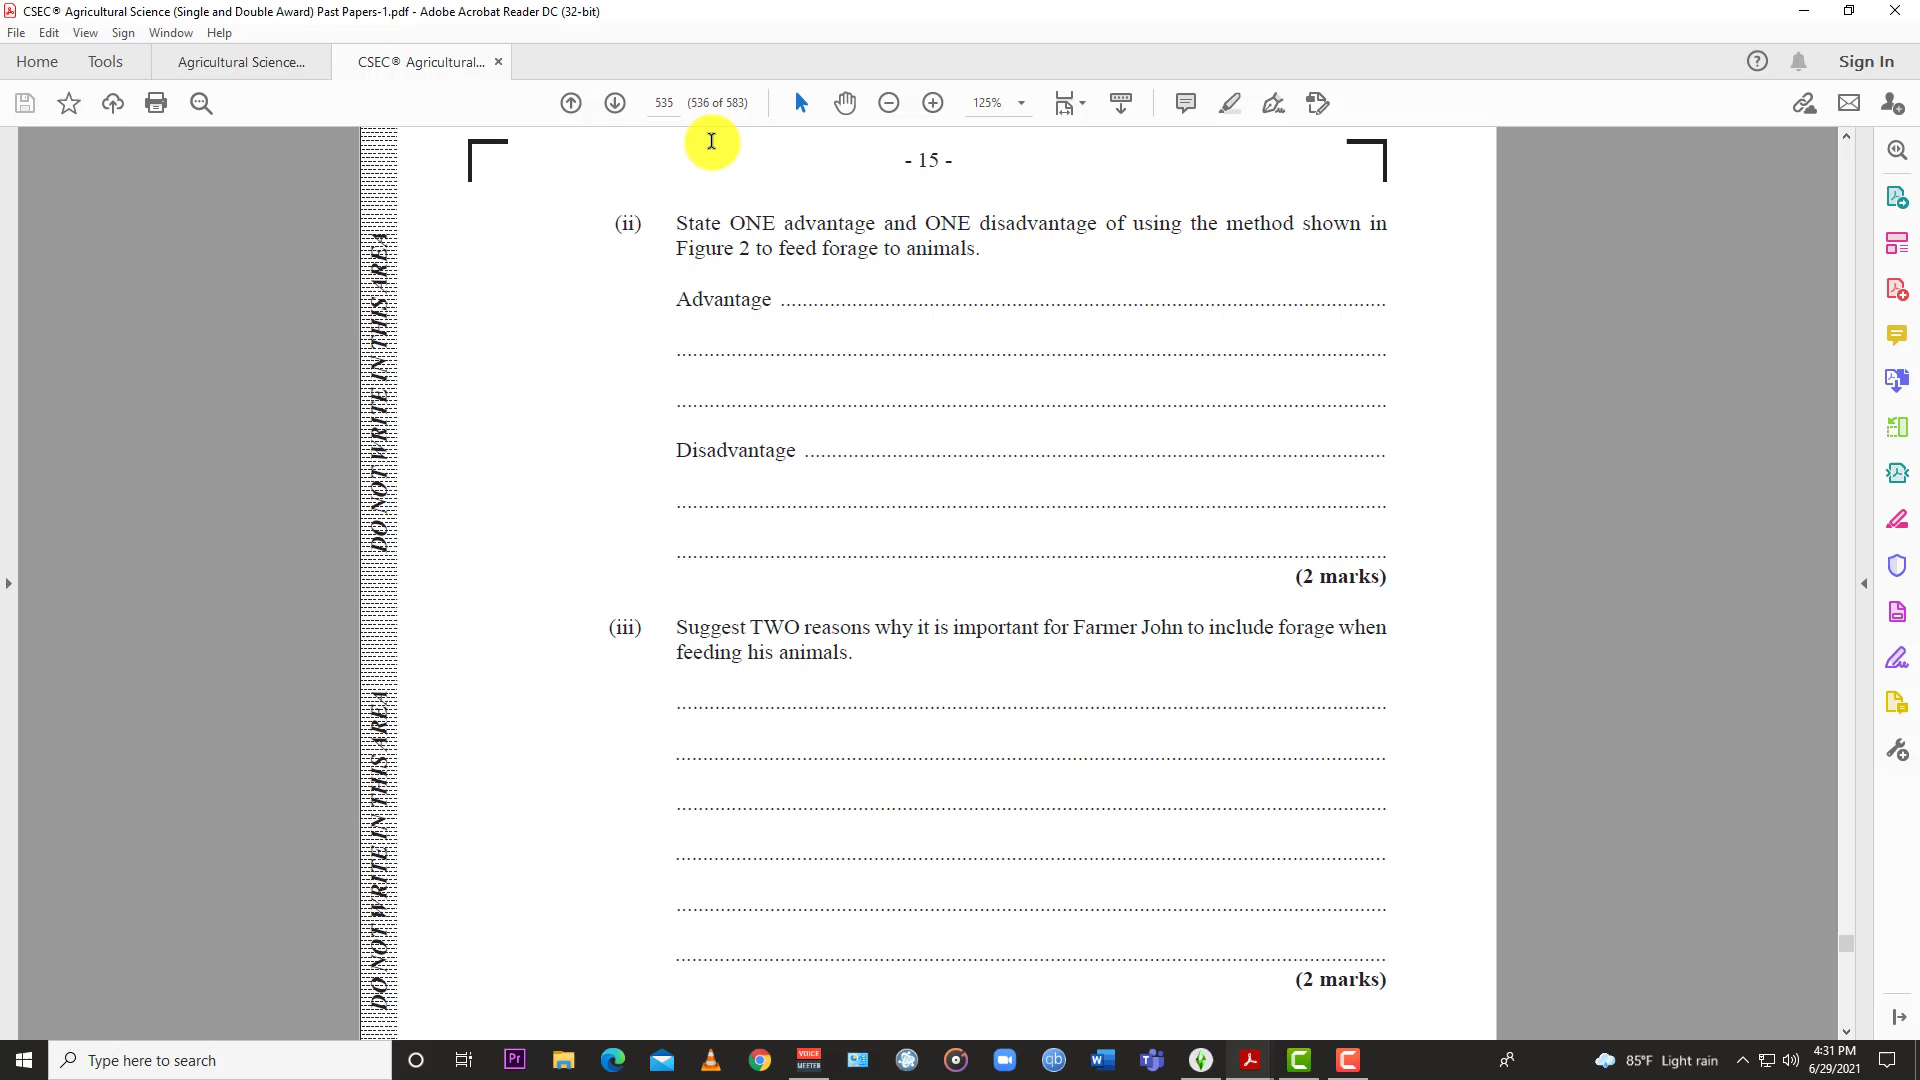 CSEC® Agricultural Science (Single and Double Award) Past Papers-1.pdf - Adobe Acrobat Reader DC (32-bit)
File Edit View Sign Window Help
Home Tools Agricultural Science... CSEC® Agricultural... Sign In
535 (536 of 583) 125%
- 15 -
(ii) State ONE advantage and ONE disadvantage of using the method shown in
Figure 2 to feed forage to animals.
Advantage
Disadvantage
(2 marks)
(iii) Suggest TWO reasons why it is important for Farmer John to include forage when
feeding his animals.
(2 marks)
DO NOT WRITE IN THIS AREA
DO NOT WRITE IN THIS AREA
Type here to search
Pr
VOICE
MEETER
qb
85°F Light rain
4:31 PM
6/29/2021